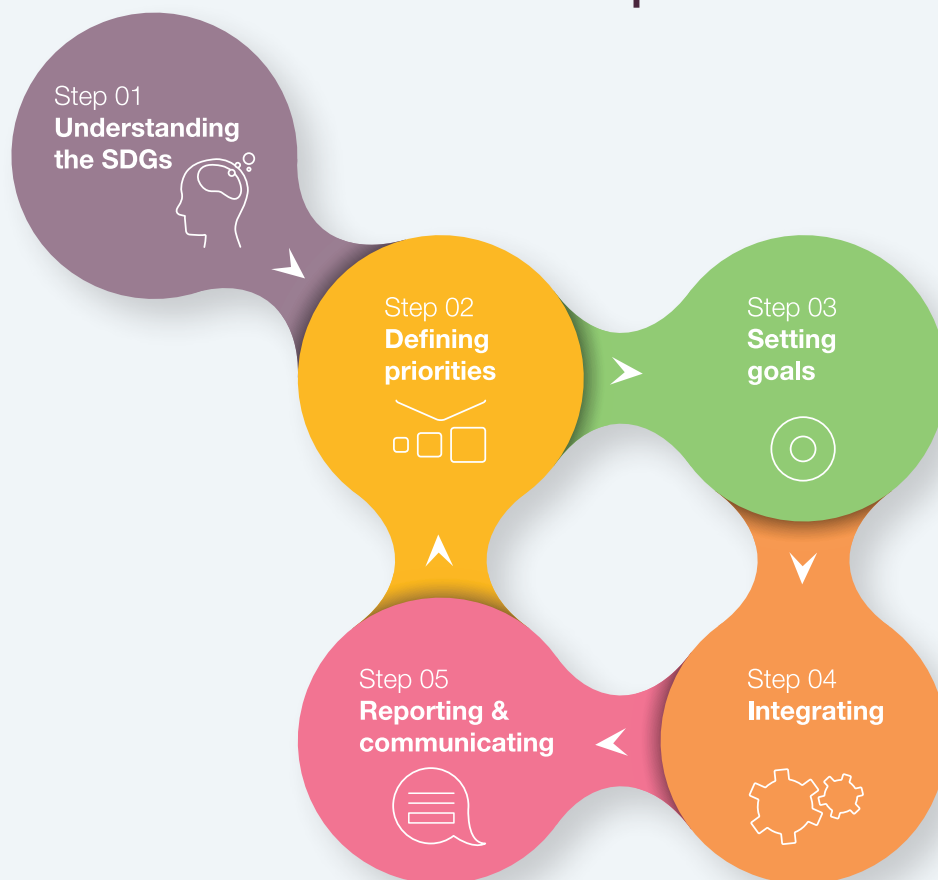 Step 01
Understanding
the SDGs
Step 02
Defining
priorities
Step 03
Setting
goals
Step 04
Integrating
Step 05
Reporting &
communicating